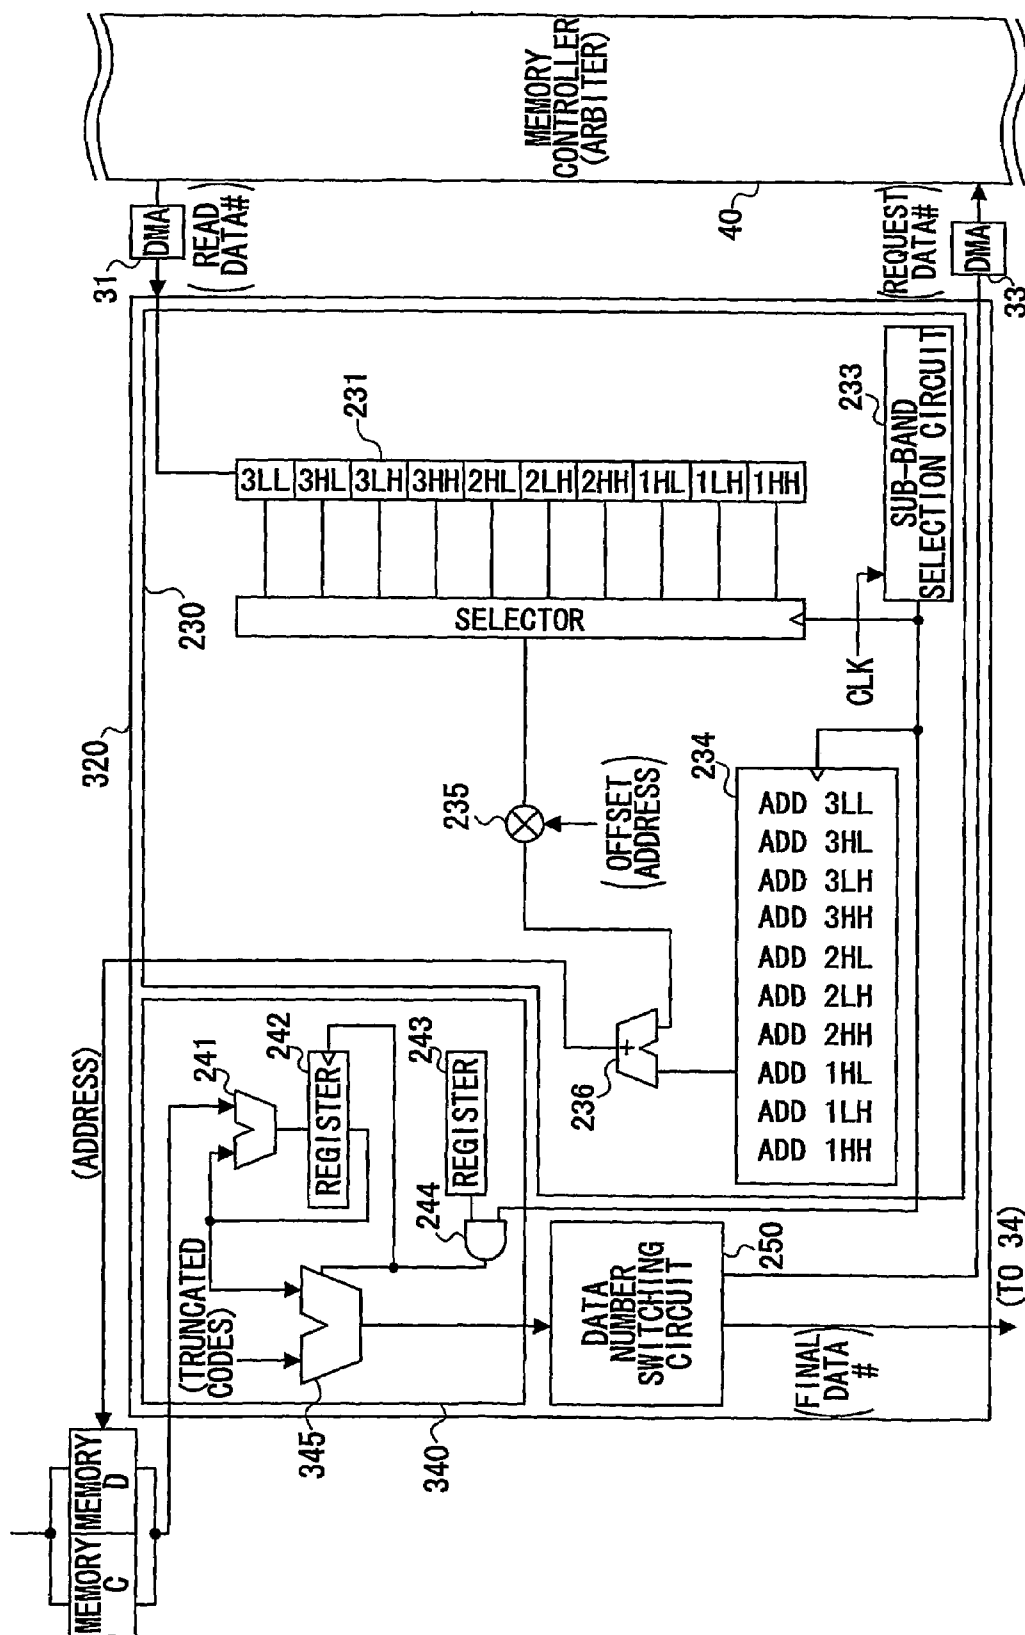 MEMORY
CONTROLLER
(ARBITER)
40
DMA
31
(READ
DATA#)
(REQUEST
DATA#)
DMA
33
320
230
231
3LL
3HL
3LH
3HH
2HL
2LH
2HH
1HL
1LH
1HH
SELECTOR
233
SUB-BAND
SELECTION CIRCUIT
CLK
235
(OFFSET
ADDRESS)
234
ADD 3LL
ADD 3HL
ADD 3LH
ADD 3HH
ADD 2HL
ADD 2LH
ADD 2HH
ADD 1HL
ADD 1LH
ADD 1HH
+
236
(ADDRESS)
241
242
REGISTER
243
REGISTER
244
(TRUNCATED
CODES)
345
340
DATA
NUMBER
SWITCHING
CIRCUIT
250
(FINAL
DATA
#)
(TO 34)
MEMORY
C
MEMORY
D